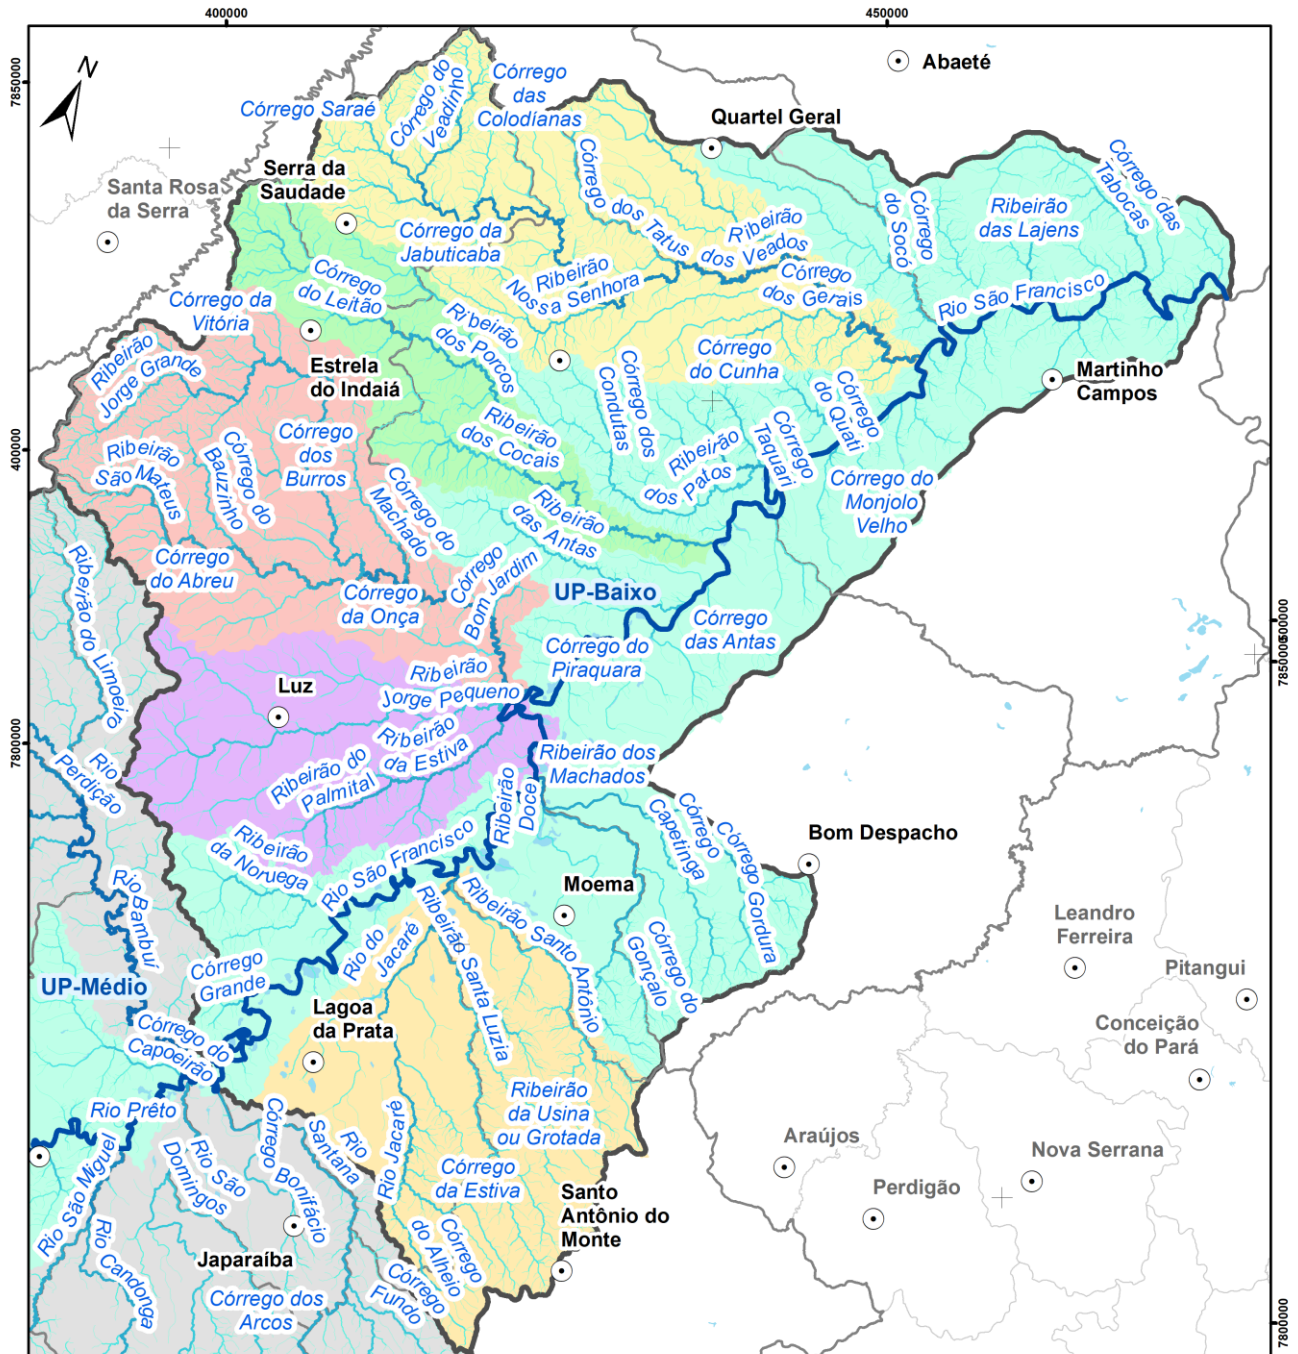 400000
450000
7850000
N
Abaeté
Córrego Saraé
Córrego do
Veadinho
Córrego
das
Colodianas
Quartel Geral
Santa Rosa
da Serra
Serra da
Saudade
Córrego da
Jabuticaba
Córrego
dos Tatus
Ribeirão
dos Veados
Córrego
do Socó
Ribeirão
das Lajens
Córrego das
Tabocas
Córrego
do Leitão
Ribeirão
Nossa Senhora
Córrego
dos Gerais
Rio São Francisco
Córrego da
Vitória
Ribeirão
dos Porcos
Ribeirão
Jorge Grande
Estrela
do Indaiá
Córrego
do Cunha
Martinho
Campos
Córrego dos
Condutas
Córrego
do Quati
400000
Ribeirão
São Mateus
Córrego do
Bauzinho
Córrego
dos
Burros
Ribeirão
dos Cocais
Ribeirão
dos Patos
Córrego
Taquari
Córrego do
Monjolo
Velho
Córrego do
Machado
Ribeirão
das Antas
Córrego
do Abreu
Córrego
da Onça
Córrego
Bom Jardim
UP-Baixo
Córrego
das Antas
500000
7850000
Ribeirão do Limoeiro
Córrego do
Piraquara
Luz
Ribeirão
Jorge Pequeno
Ribeirão
da Estiva
7800000
Rio
Perdição
Ribeirão do
Palmital
Ribeirão dos
Machados
Ribeirão
Doce
Ribeirão
da Noruega
Rio São Francisco
Córrego
Capetinga
Córrego Gordura
Bom Despacho
Rio Bambuí
Moema
Ribeirão Santo Antônio
Ribeirão Santa Luzia
Rio do
Jacaré
Córrego do
Gonçalo
Leandro
Ferreira
Pitangui
UP-Médio
Córrego
Grande
Lagoa
da Prata
Conceição
do Pará
Córrego do
Capoeirão
Rio Prêto
Ribeirão
da Usina
ou Grotada
Rio São Miguel
Rio São
Domingos
Córrego
Bonifácio
Rio
Santana
Rio Jacaré
Araújos
Nova Serrana
Córrego
da Estiva
Perdigão
Santo
Antônio do
Monte
Rio Candonga
Japaraíba
Córrego
do Alheio
Córrego
Fundo
Córrego dos
Arcos
7800000